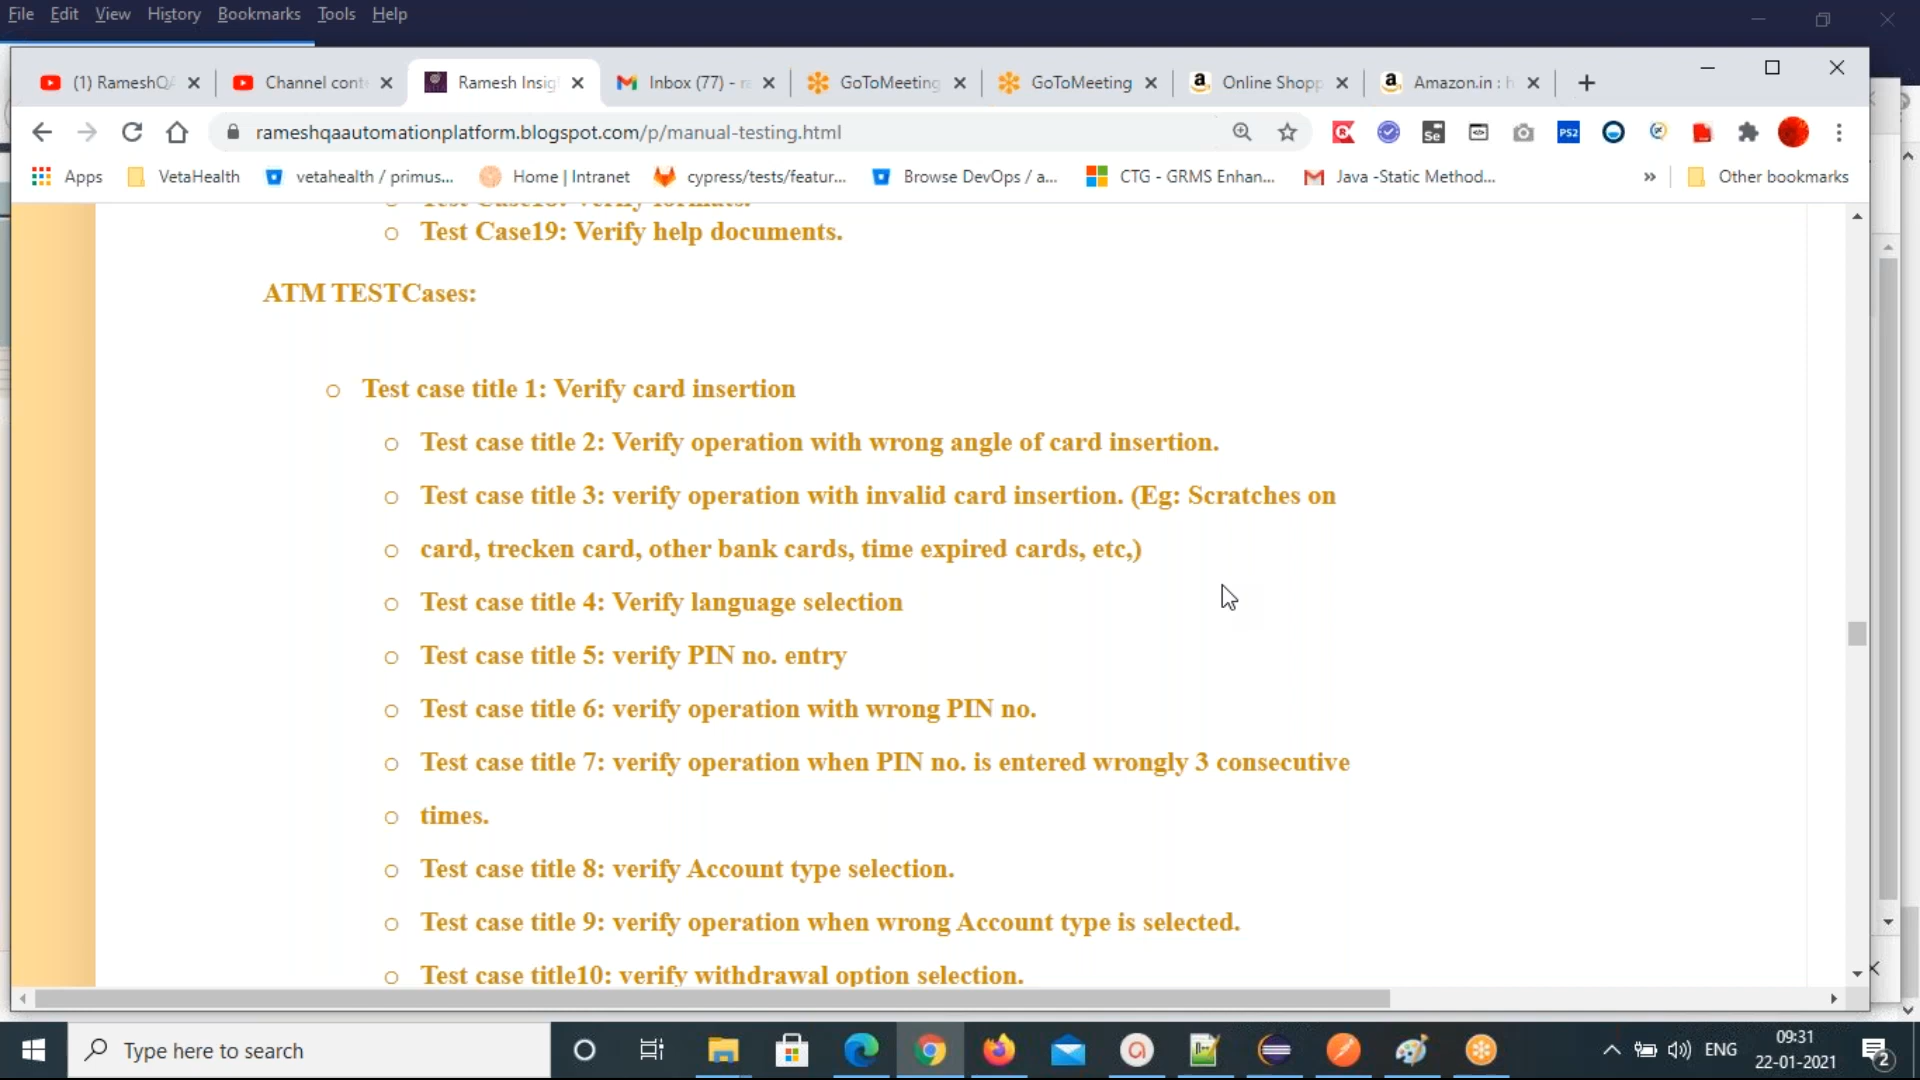 File Edit View History Bookmarks Tools Help
(1) RameshQA
Channel cont
Ramesh Insig
Inbox (77) - r
GoToMeeting
GoToMeeting
Online Shopp
Amazon.in : h
rameshqaautomationplatform.blogspot.com/p/manual-testing.html
Apps VetaHealth vetahealth / primus... Home | Intranet cypress/tests/featur... Browse DevOps / a... CTG - GRMS Enhan... Java -Static Method... » Other bookmarks
Test Case19: Verify help documents.
ATM TESTCases:
Test case title 1: Verify card insertion
Test case title 2: Verify operation with wrong angle of card insertion.
Test case title 3: verify operation with invalid card insertion. (Eg: Scratches on
card, trecken card, other bank cards, time expired cards, etc,)
Test case title 4: Verify language selection
Test case title 5: verify PIN no. entry
Test case title 6: verify operation with wrong PIN no.
Test case title 7: verify operation when PIN no. is entered wrongly 3 consecutive
times.
Test case title 8: verify Account type selection.
Test case title 9: verify operation when wrong Account type is selected.
Test case title10: verify withdrawal option selection.
Type here to search
ENG
09:31
22-01-2021
2